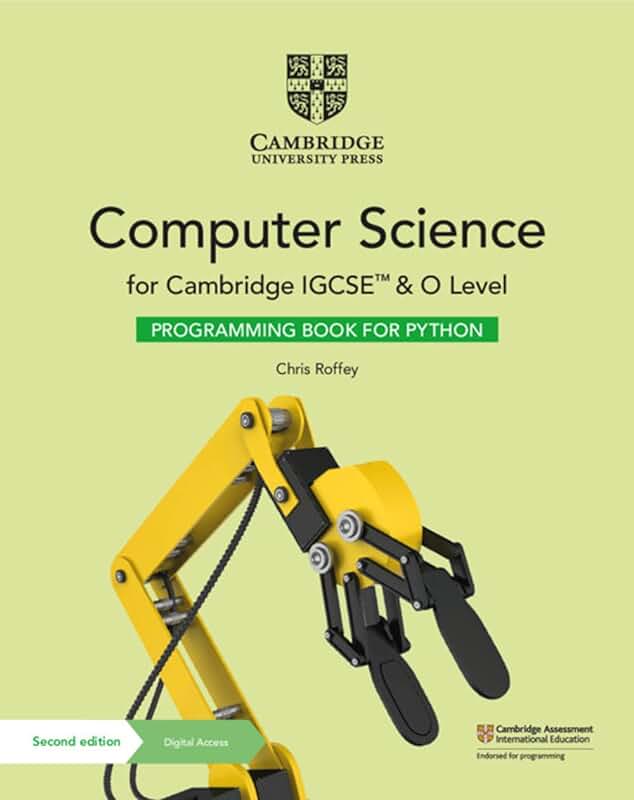 CAMBRIDGE
UNIVERSITY PRESS
Computer Science
for Cambridge IGCSE™ & O Level
PROGRAMMING BOOK FOR PYTHON
Chris Roffey
Second edition
Digital Access
Cambridge Assessment
International Education
Endorsed for programming